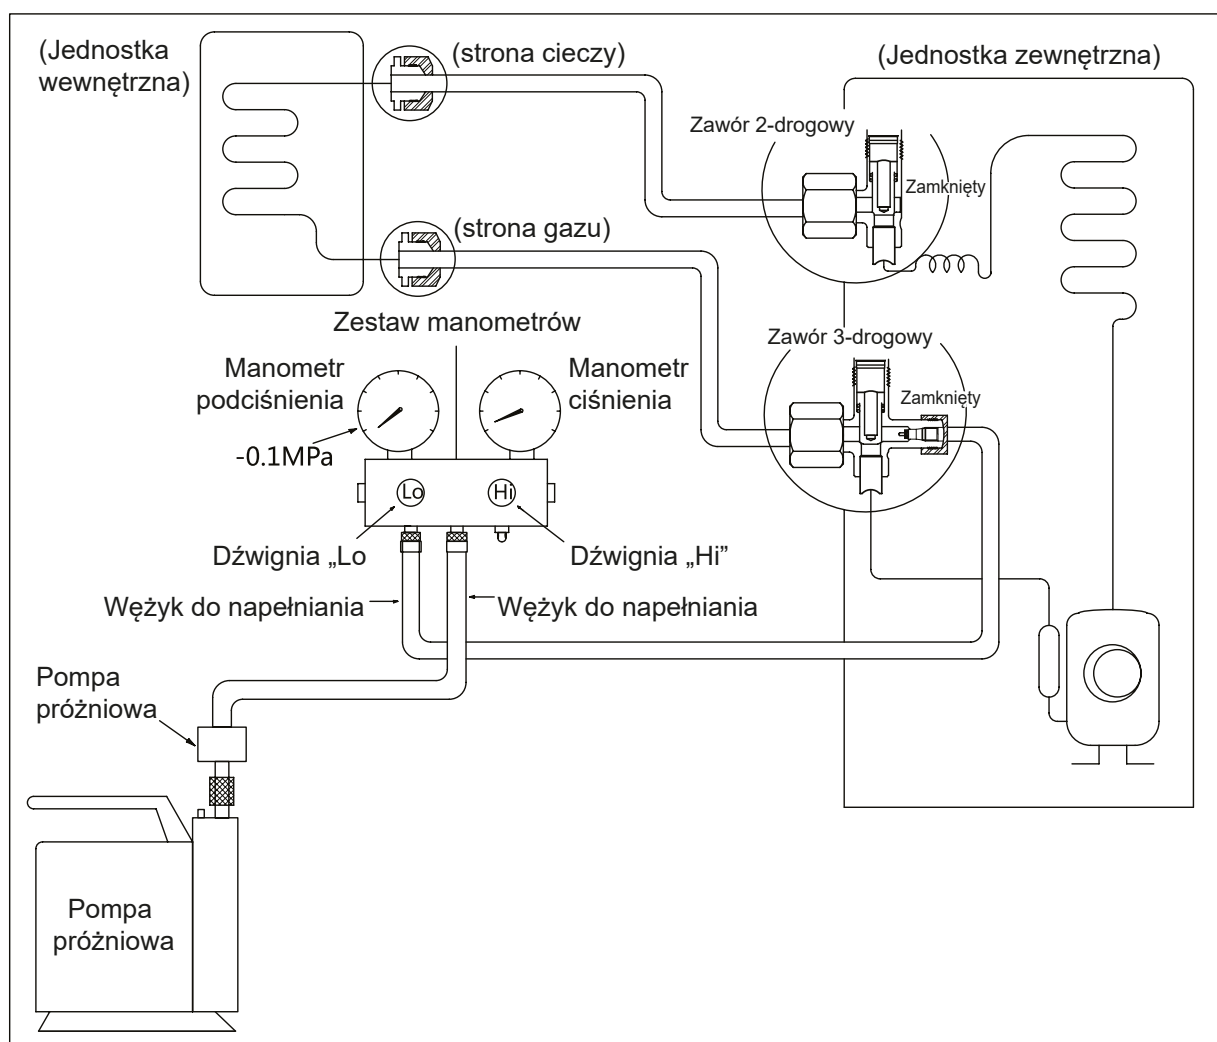 (Jednostka
wewnętrzna)
(strona cieczy)
(Jednostka zewnętrzna)
Zawór 2-drogowy
Zamknięty
(strona gazu)
Zestaw manometrów
Zawór 3-drogowy
Zamknięty
Manometr
podciśnienia
Manometr
ciśnienia
-0.1MPa
Lo
Hi
Dźwignia „Lo
Dźwignia „Hi”
Wężyk do napełniania
Wężyk do napełniania
Pompa
próżniowa
Pompa
próżniowa